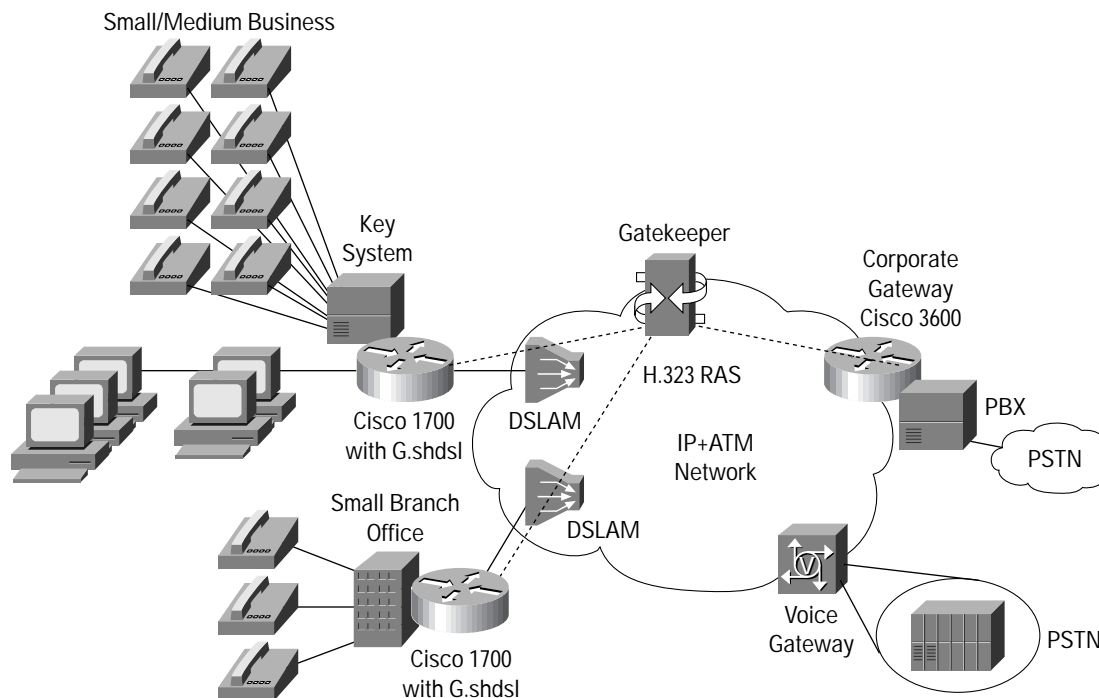 Small/Medium Business
Key
System
Gatekeeper
Corporate
Gateway
Cisco 3600
H.323 RAS
DSLAM
Cisco 1700
with G.shdsl
PBX
PSTN
IP+ATM
Network
Small Branch
Office
DSLAM
V
Voice
Gateway
PSTN
Cisco 1700
with G.shdsl